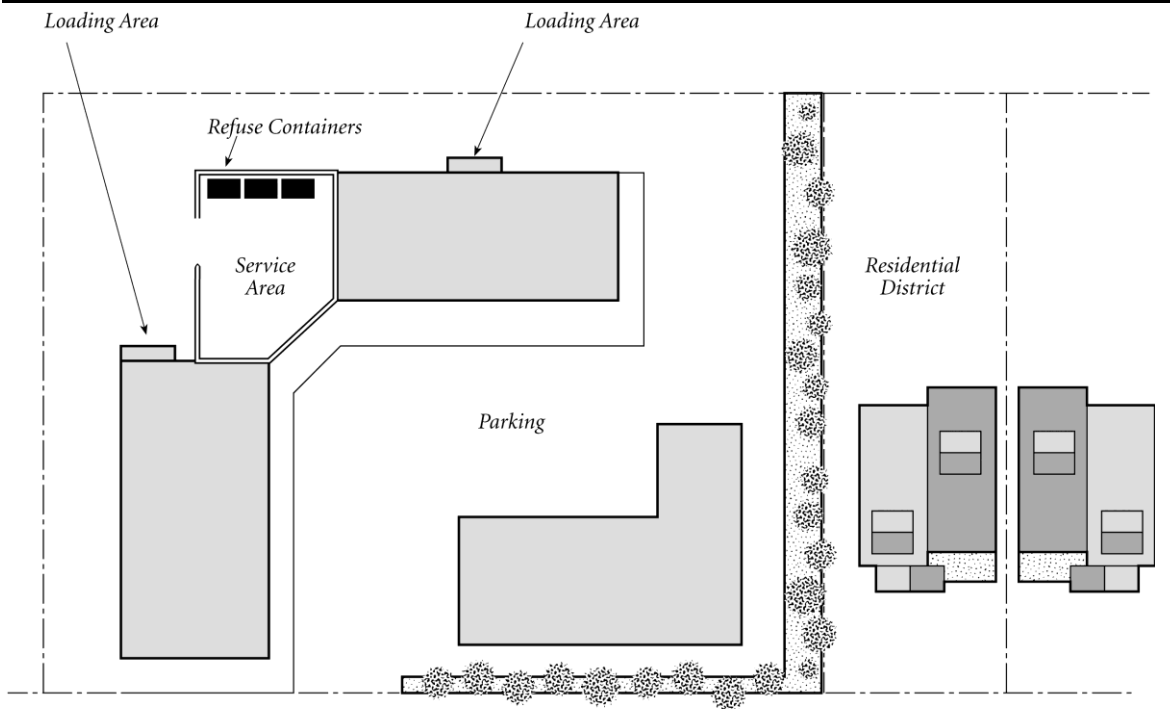 Loading Area
Loading Area
Refuse Containers
Service
Area
Residential
District
Parking